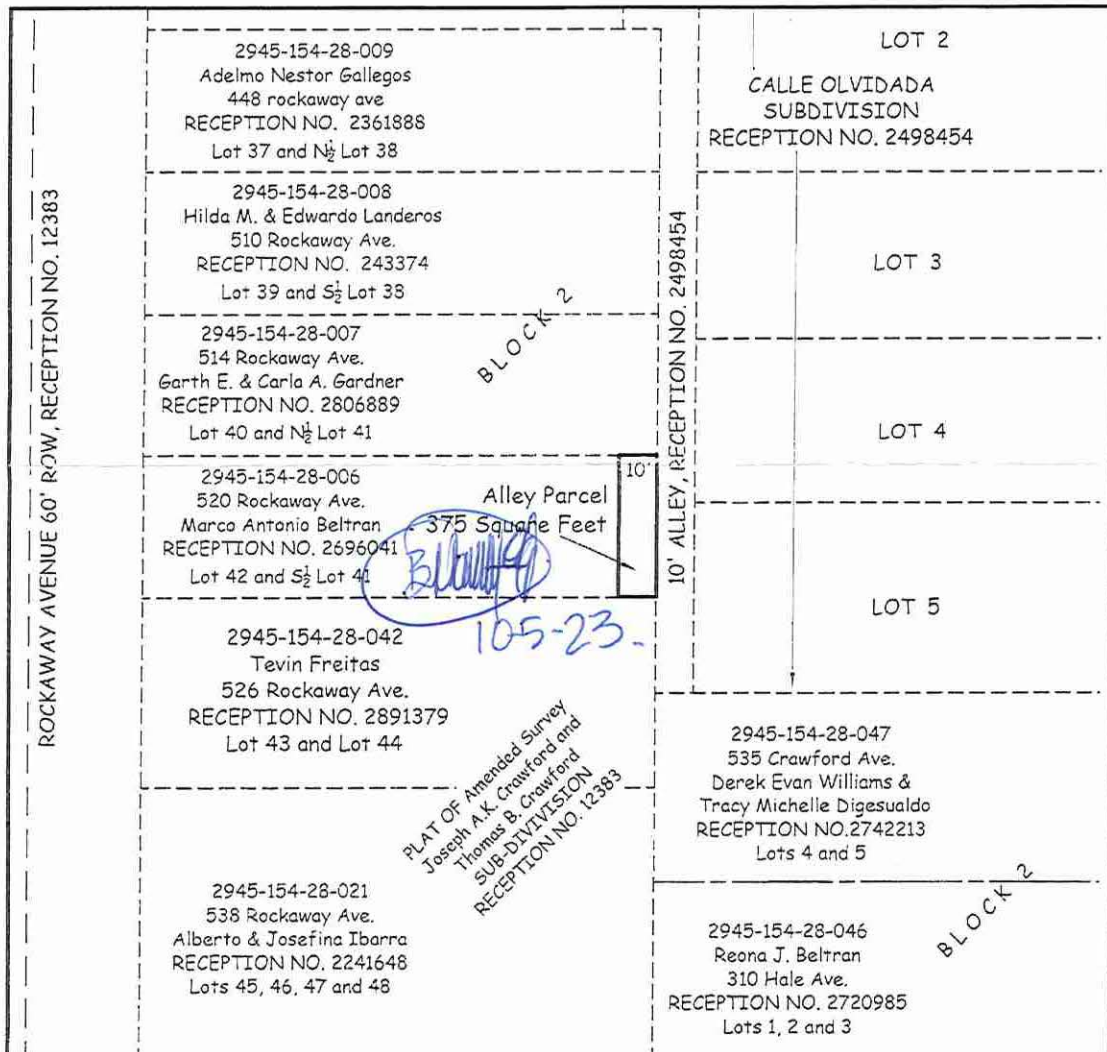 ROCKAWAY AVENUE 60' ROW, RECEPTION NO. 12383
2945-154-28-009
Adelmo Nestor Gallegos
448 rockaway ave
RECEPTION NO. 2361888
Lot 37 and N½ Lot 38
2945-154-28-008
Hilda M. & Edwardo Landeros
510 Rockaway Ave.
RECEPTION NO. 243374
Lot 39 and S½ Lot 38
2945-154-28-007
514 Rockaway Ave.
Garth E. & Carla A. Gardner
RECEPTION NO. 2806889
Lot 40 and N½ Lot 41
BLOCK 2
2945-154-28-006
520 Rockaway Ave.
Marco Antonio Beltran
RECEPTION NO. 2696041
Lot 42 and S½ Lot 41
Alley Parcel
375 Square Feet
10'
10-5-23
2945-154-28-042
Tevin Freitas
526 Rockaway Ave.
RECEPTION NO. 2891379
Lot 43 and Lot 44
PLAT OF Amended Survey
Joseph A.K. Crawford and
Thomas B. Crawford
SUB-DIVIVISION
RECEPTION NO. 12383
2945-154-28-021
538 Rockaway Ave.
Alberto & Josefina Ibarra
RECEPTION NO. 2241648
Lots 45, 46, 47 and 48
10' ALLEY, RECEPTION NO. 2498454
LOT 2
CALLE OLVIDADA
SUBDIVISION
RECEPTION NO. 2498454
LOT 3
LOT 4
LOT 5
2945-154-28-047
535 Crawford Ave.
Derek Evan Williams &
Tracy Michelle Digesualdo
RECEPTION NO.2742213
Lots 4 and 5
2945-154-28-046
Reona J. Beltran
310 Hale Ave.
RECEPTION NO. 2720985
Lots 1, 2 and 3
BLOCK 2